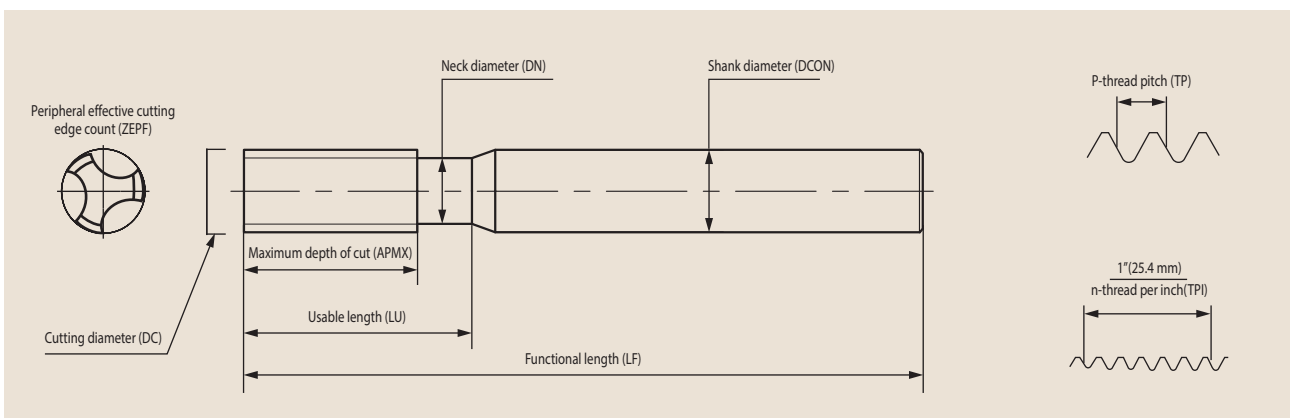 Neck diameter (DN)
Shank diameter (DCON)
P-thread pitch (TP)
Peripheral effective cutting
edge count (ZEPF)
Maximum depth of cut (APMX)
1”(25.4 mm)
n-thread per inch(TPI)
Usable length (LU)
Cutting diameter (DC)
Functional length (LF)